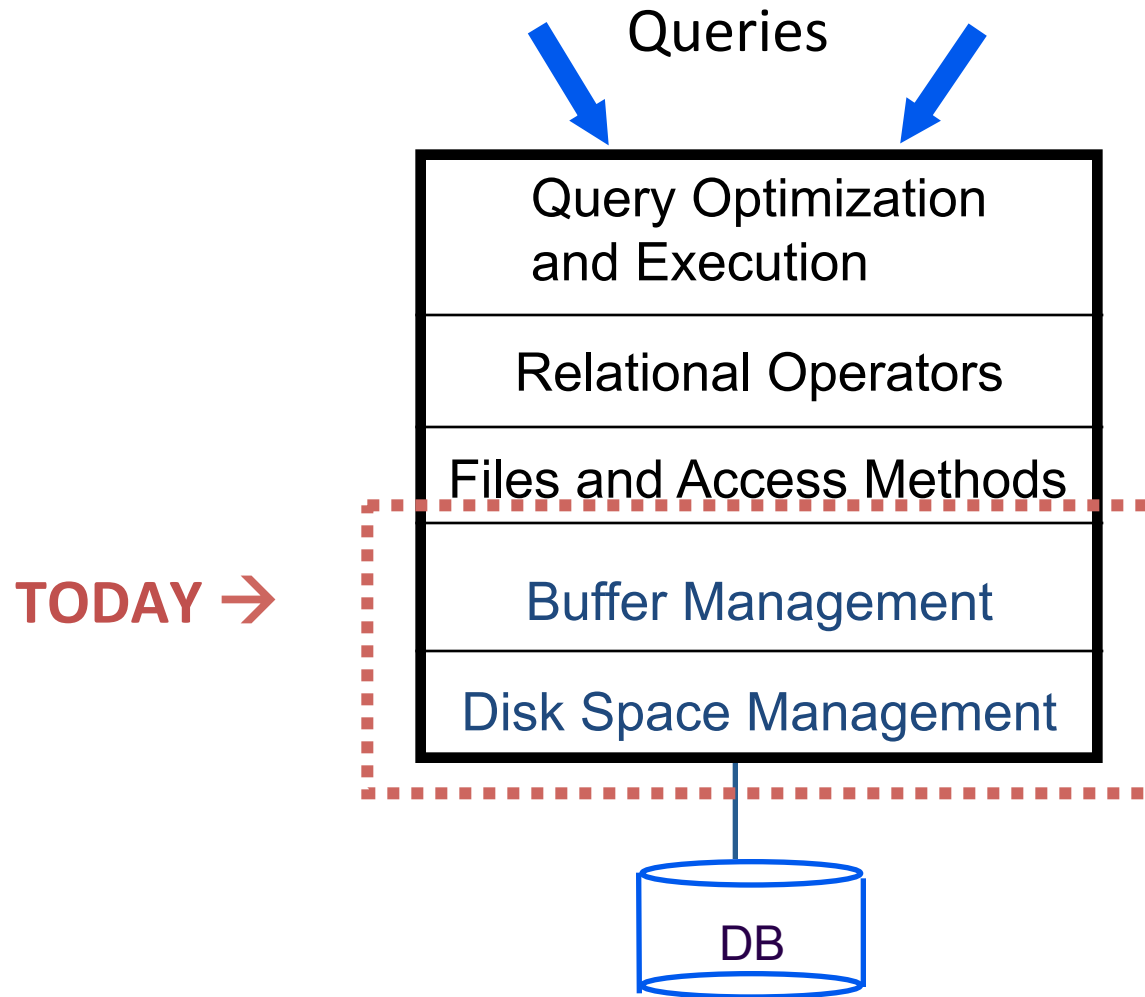 Queries
Query Optimization
and Execution
Relational Operators
Files and Access Methods
TODAY →
Buffer Management
Disk Space Management
DB